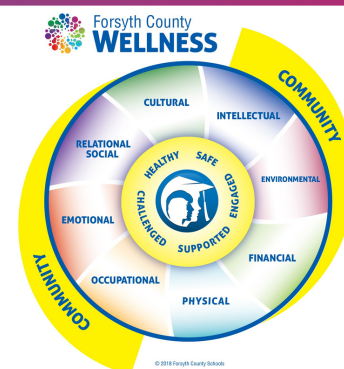 Forsyth County
WELLNESS
COMMUNITY
CULTURAL
INTELLECTUAL
RELATIONAL
SOCIAL
HEALTHY SAFE
ENVIRONMENTAL
ENGAGED
CHALLENGED
SUPPORTED
EMOTIONAL
FINANCIAL
OCCUPATIONAL
PHYSICAL
COMMUNITY
© 2018 Forsyth County Schools